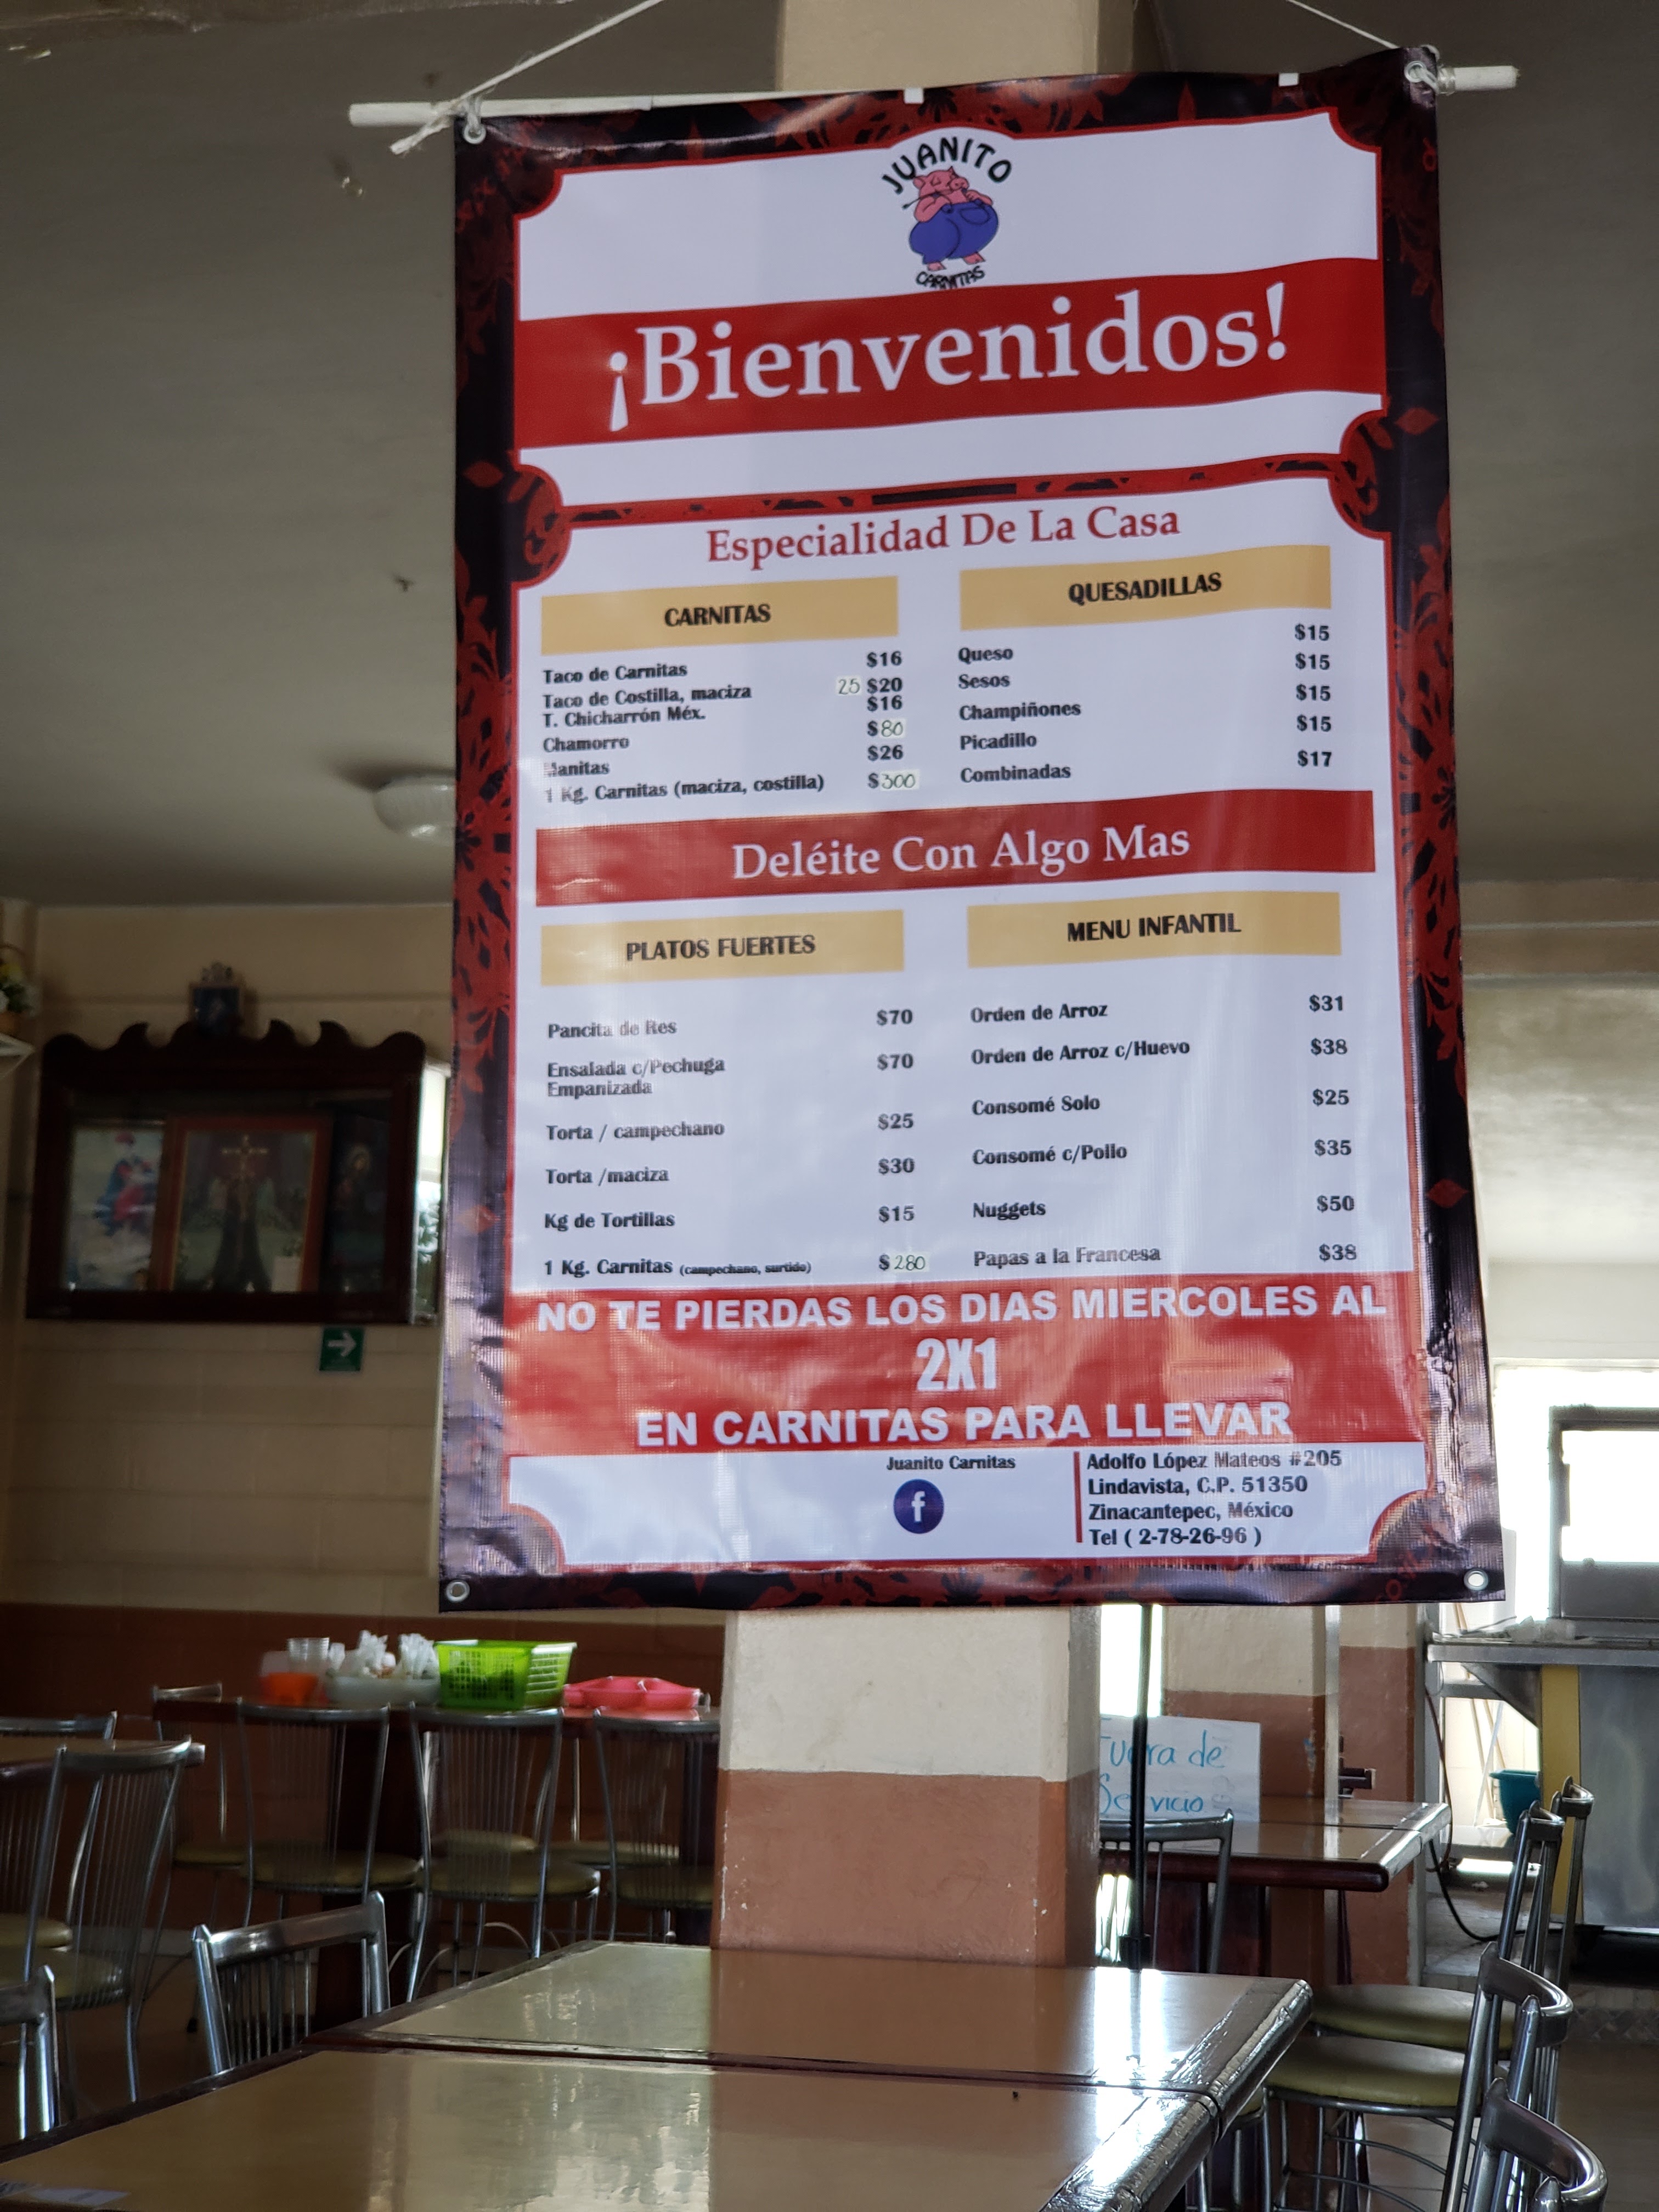 JUANITO
CARNITAS
¡Bienvenidos!
Especialidad De La Casa
CARNITAS
Taco de Carnitas $16
Taco de Costilla, maciza 25 $20
T. Chicharrón Méx. $16
Chamorro $80
Manitas $26
1 Kg. Carnitas (maciza, costilla) $300
QUESADILLAS
Queso $15
Sesos $15
Champiñones $15
Picadillo $15
Combinadas $17
Deléite Con Algo Mas
PLATOS FUERTES
Pancita de Res $70
Ensalada c/Pechuga $70
Empanizada
Torta / campechano $25
Torta /maciza $30
Kg de Tortillas $15
1 Kg. Carnitas (campechano, surtido) $280
MENU INFANTIL
Orden de Arroz $31
Orden de Arroz c/Huevo $38
Consomé Solo $25
Consomé c/Pollo $35
Nuggets $50
Papas a la Francesa $38
NO TE PIERDAS LOS DIAS MIERCOLES AL
2X1
EN CARNITAS PARA LLEVAR
Juanito Carnitas
f
Adolfo López Mateos #205
Lindavista, C.P. 51350
Zinacantepec, México
Tel ( 2-78-26-96 )
Fuera de
Servicio